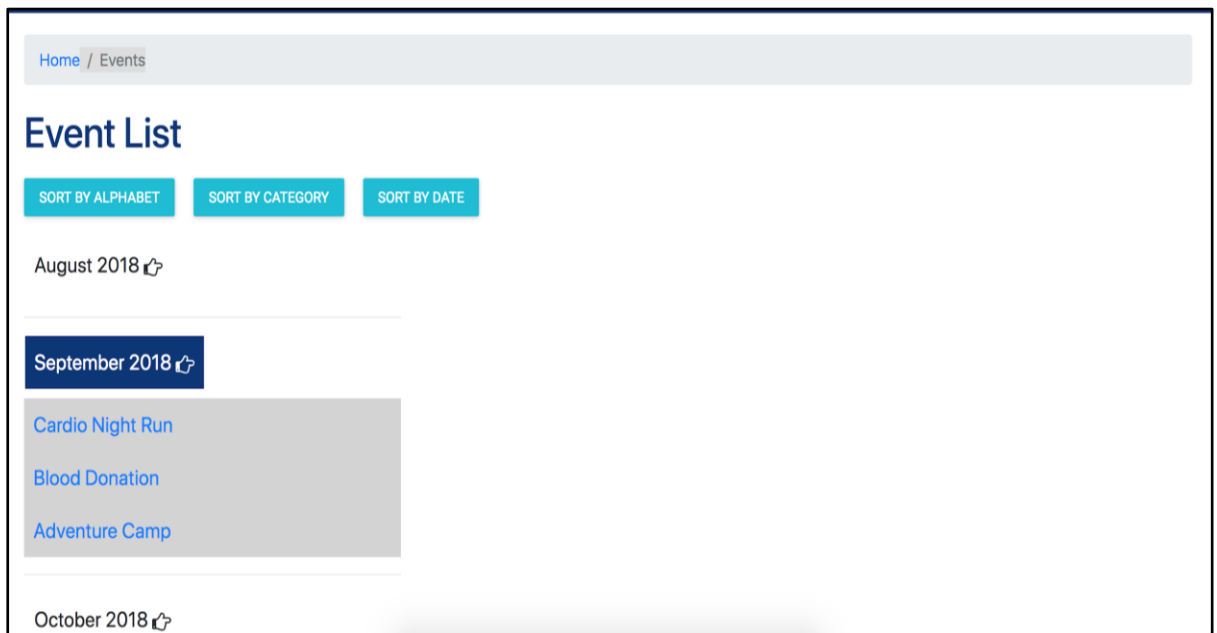 Home / Events
Event List
SORT BY ALPHABET SORT BY CATEGORY SORT BY DATE
August 2018
September 2018
Cardio Night Run
Blood Donation
Adventure Camp
October 2018